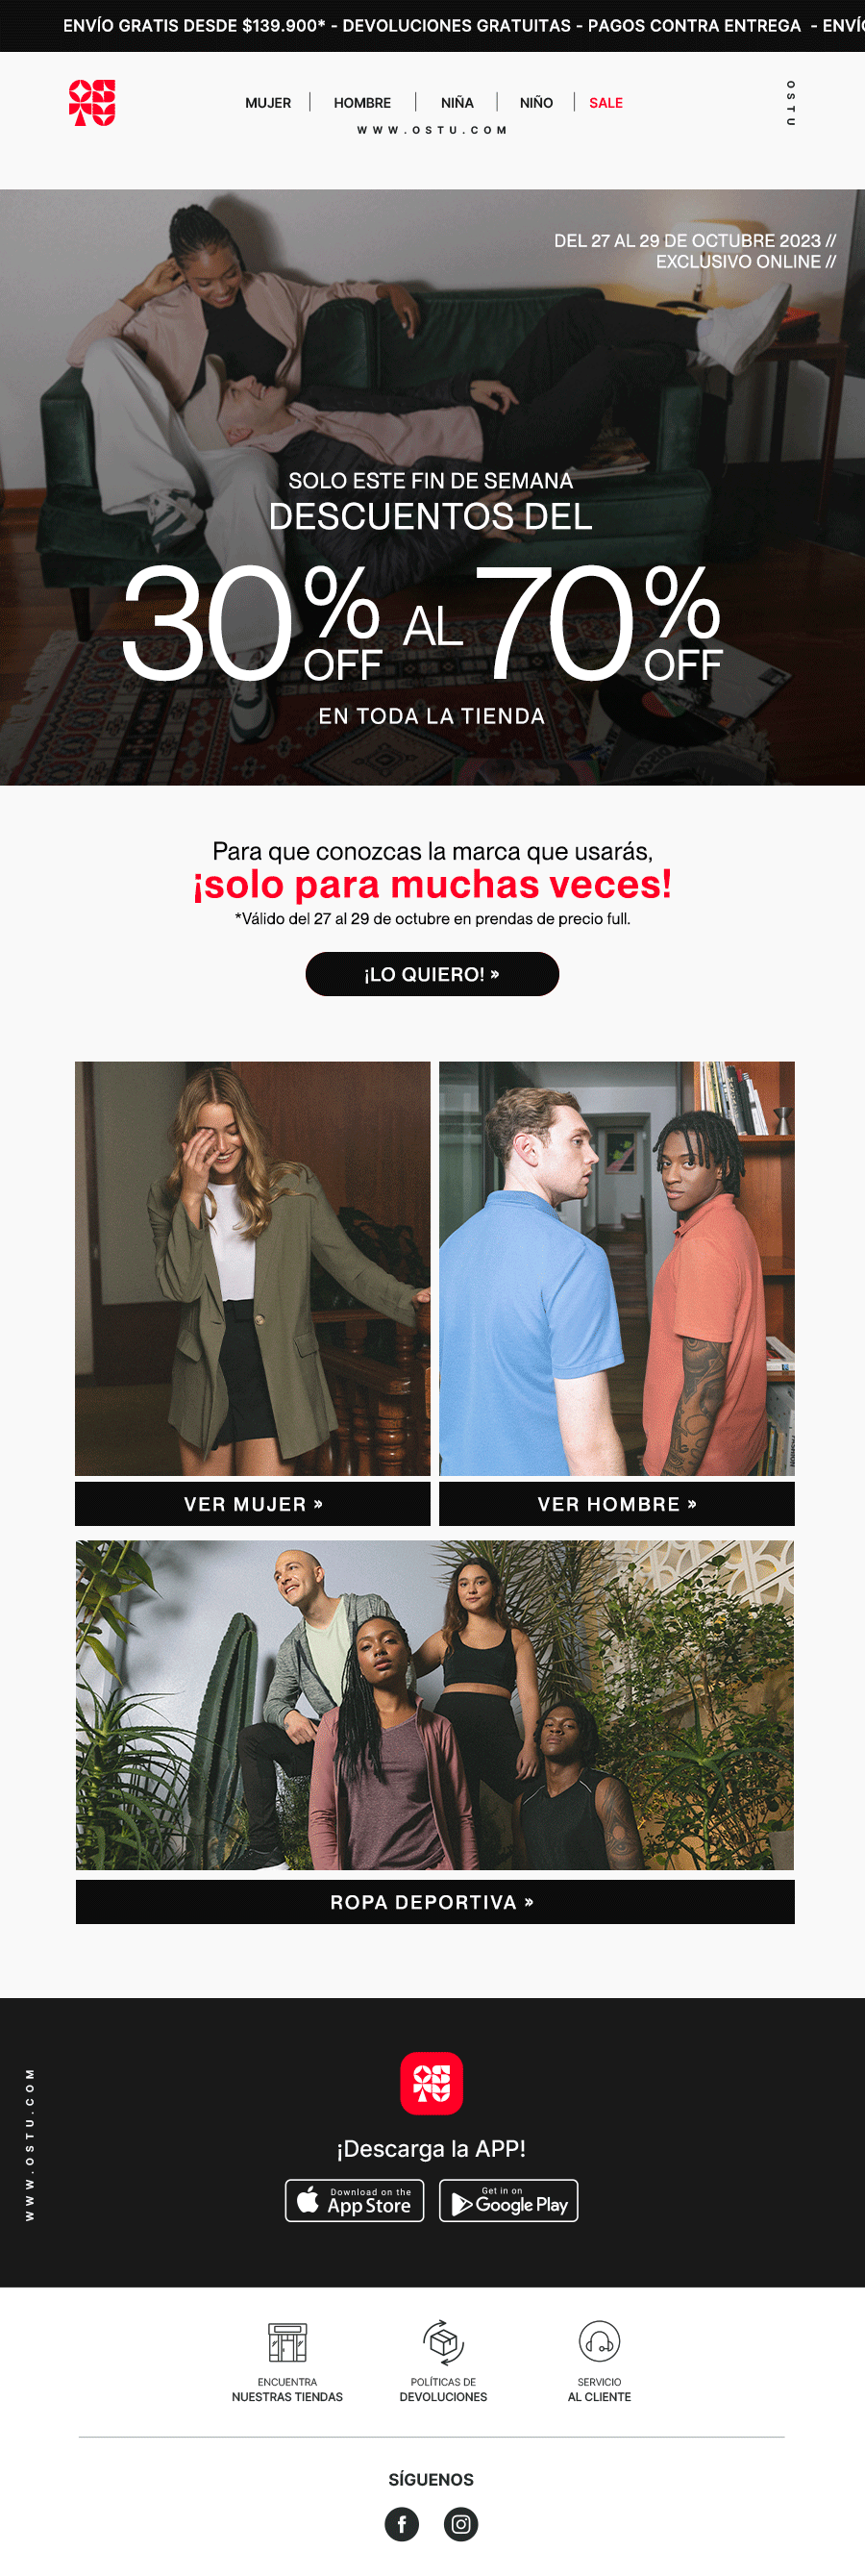 ENVÍO GRATIS DESDE $139.900* - DEVOLUCIONES GRATUITAS - PAGOS CONTRA ENTREGA - ENVÍO
OSTU
MUJER
HOMBRE
NIÑA
NIÑO
SALE
WWW.OSTU.COM
OSTU
DEL 27 AL 29 DE OCTUBRE 2023 //
EXCLUSIVO ONLINE //
SOLO ESTE FIN DE SEMANA
DESCUENTOS DEL
30% OFF AL 70% OFF
EN TODA LA TIENDA
Para que conozcas la marca que usarás,
¡solo para muchas veces!
*Válido del 27 al 29 de octubre en prendas de precio full.
¡LO QUIERO! »
VER MUJER »
VER HOMBRE »
ROPA DEPORTIVA »
WWW.OSTU.COM
OSTU
¡Descarga la APP!
Download on the
App Store
Get in on
Google Play
ENCUENTRA
NUESTRAS TIENDAS
POLÍTICAS DE
DEVOLUCIONES
SERVICIO
AL CLIENTE
SÍGUENOS